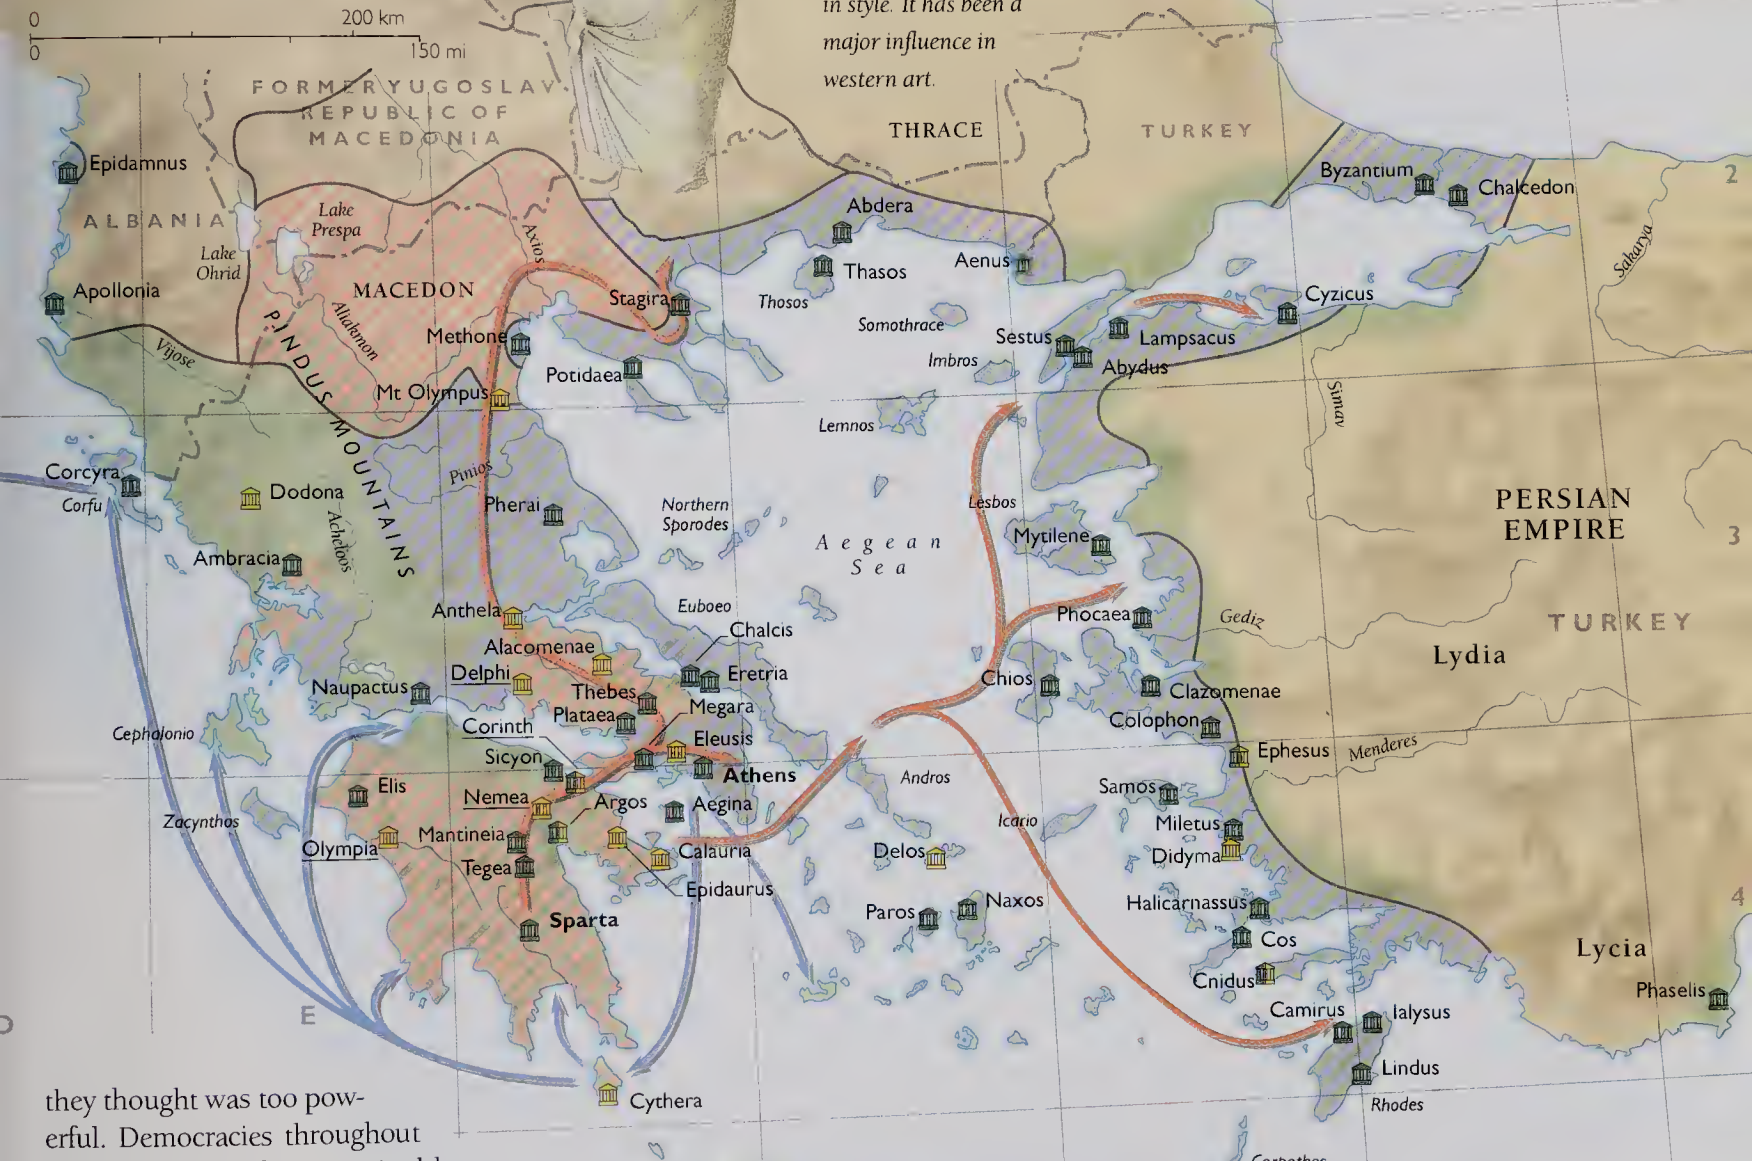 in style. It has been a
major influence in
western art.
0
200 km
0
150 mi
FORMER YUGOSLAV
REPUBLIC OF
MACEDONIA
THRACE
TURKEY
Epidamnus
ALBANIA
Lake
Prespa
Lake
Ohrid
Axios
Byzantium
Chalcedon
2
Abdera
Thasos
Aenus
Sakarya
Apollonia
MACEDON
Aliakmon
Stagira
Thosos
Somothrace
Cyzicus
PINDUS MOUNTAINS
Vijose
Methone
Potidaea
Sestus
Lampsacus
Imbros
Abydus
Mt Olympus
Lemnos
Simav
Corcyra
Corfu
Dodona
Pinios
Acheloos
Pherai
Northern
Sporodes
Lesbos
PERSIAN
EMPIRE
3
Aegean
Sea
Mytilene
Ambracia
Anthela
Euboeo
Phocaea
Gediz
TURKEY
Chalcis
Alacomenae
Lydia
Delphi
Eretria
Naupactus
Thebes
Chios
Clazomenae
Megara
Plataea
Colophon
Corinth
Cephalonio
Eleusis
Ephesus
Menderes
Sicyon
Athens
Andros
Elis
Nemea
Argos
Aegina
Samos
Zacynthos
Icario
Miletus
Mantineia
Olympia
Calauria
Delos
Didyma
Tegea
Epidaurus
Naxos
Halicarnassus
4
Paros
Sparta
Cos
Lycia
Cnidus
Phaselis
Camirus
Ialysus
E
Lindus
Cythera
Rhodes
they thought was too pow-
erful. Democracies throughout